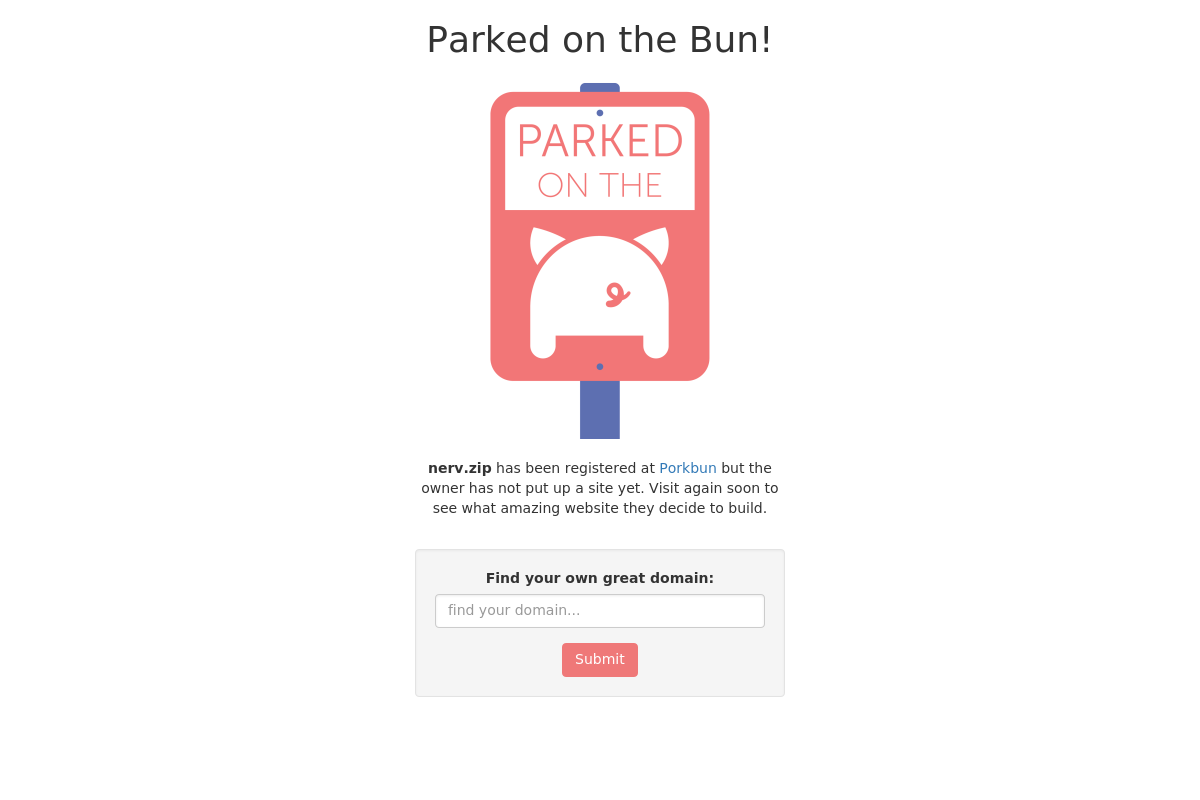 Parked on the Bun!
PARKED
ON THE
nerv.zip has been registered at Porkbun but the
owner has not put up a site yet. Visit again soon to
see what amazing website they decide to build.
Find your own great domain:
find your domain...
Submit